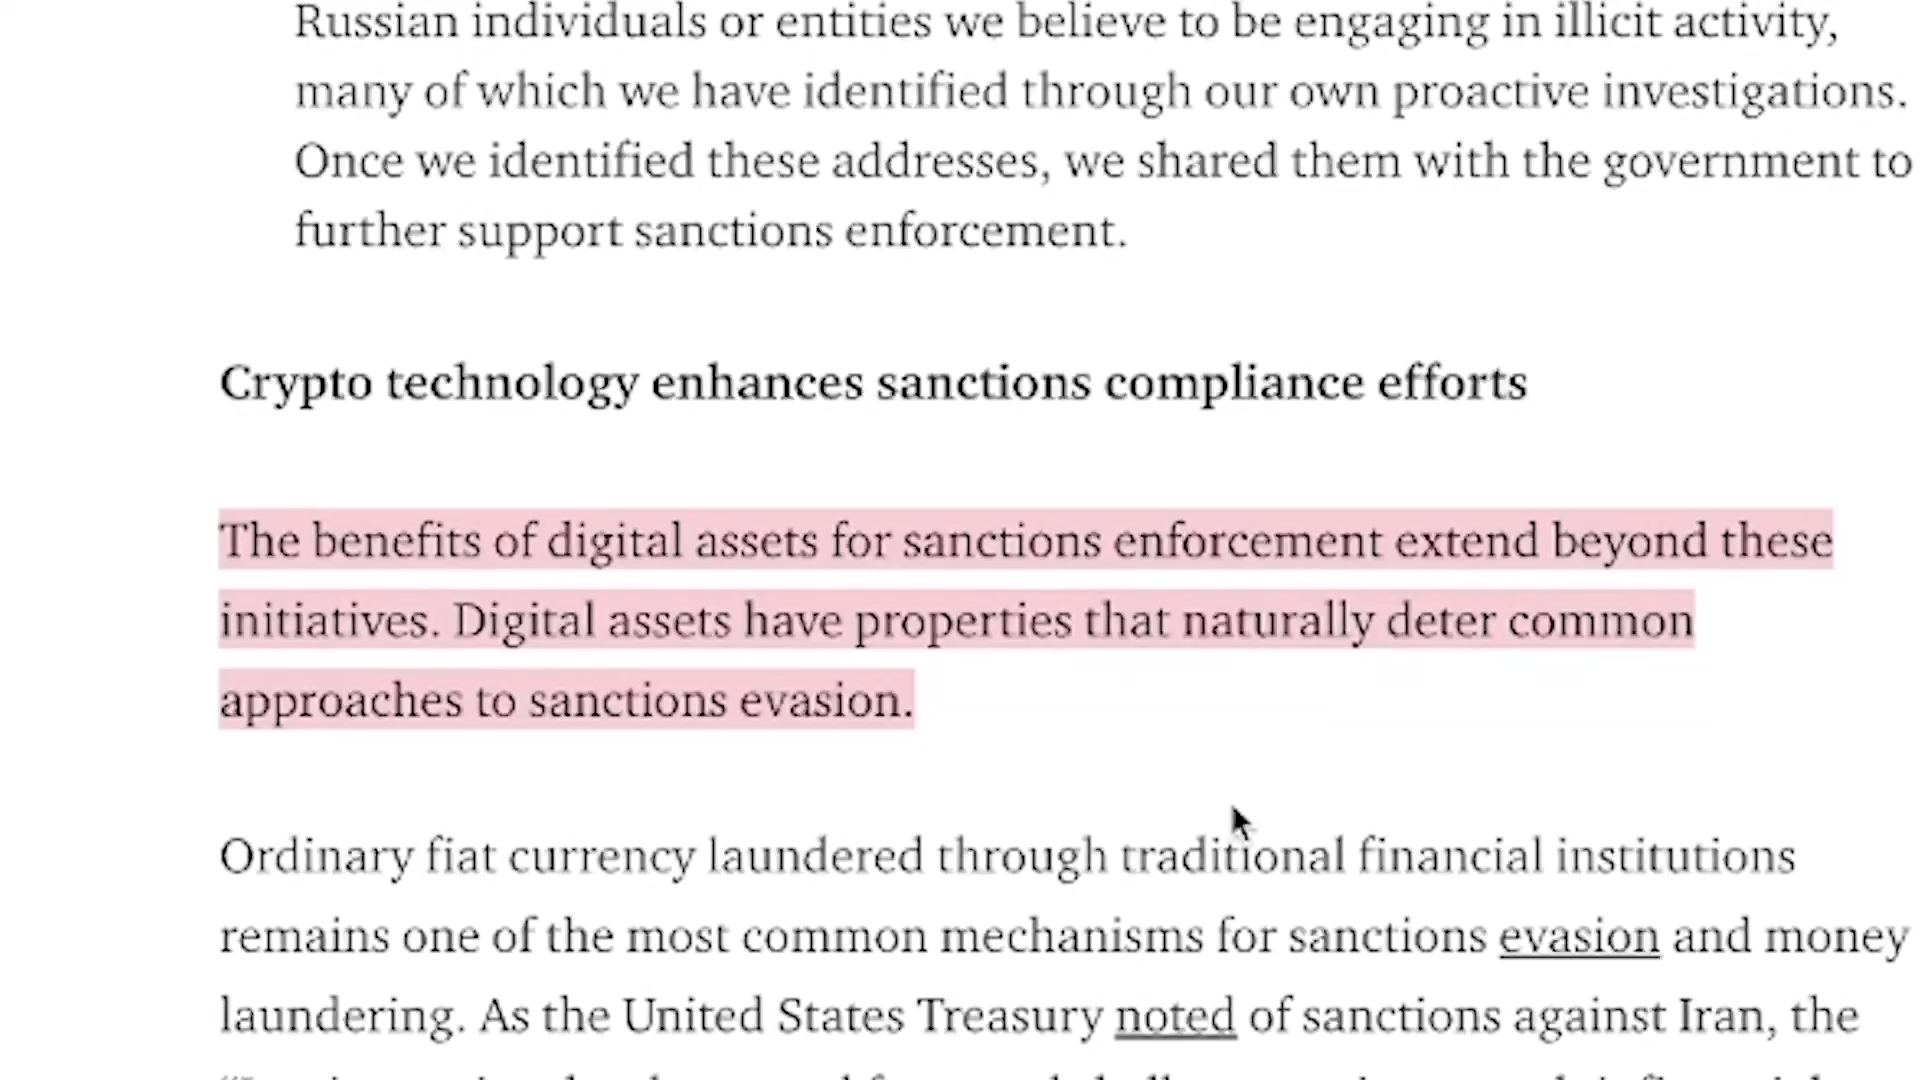 Russian individuals or entities we believe to be engaging in illicit activity,
many of which we have identified through our own proactive investigations.
Once we identified these addresses, we shared them with the government to
further support sanctions enforcement.
Crypto technology enhances sanctions compliance efforts
The benefits of digital assets for sanctions enforcement extend beyond these
initiatives. Digital assets have properties that naturally deter common
approaches to sanctions evasion.
Ordinary fiat currency laundered through traditional financial institutions
remains one of the most common mechanisms for sanctions evasion and money
laundering. As the United States Treasury noted of sanctions against Iran, the